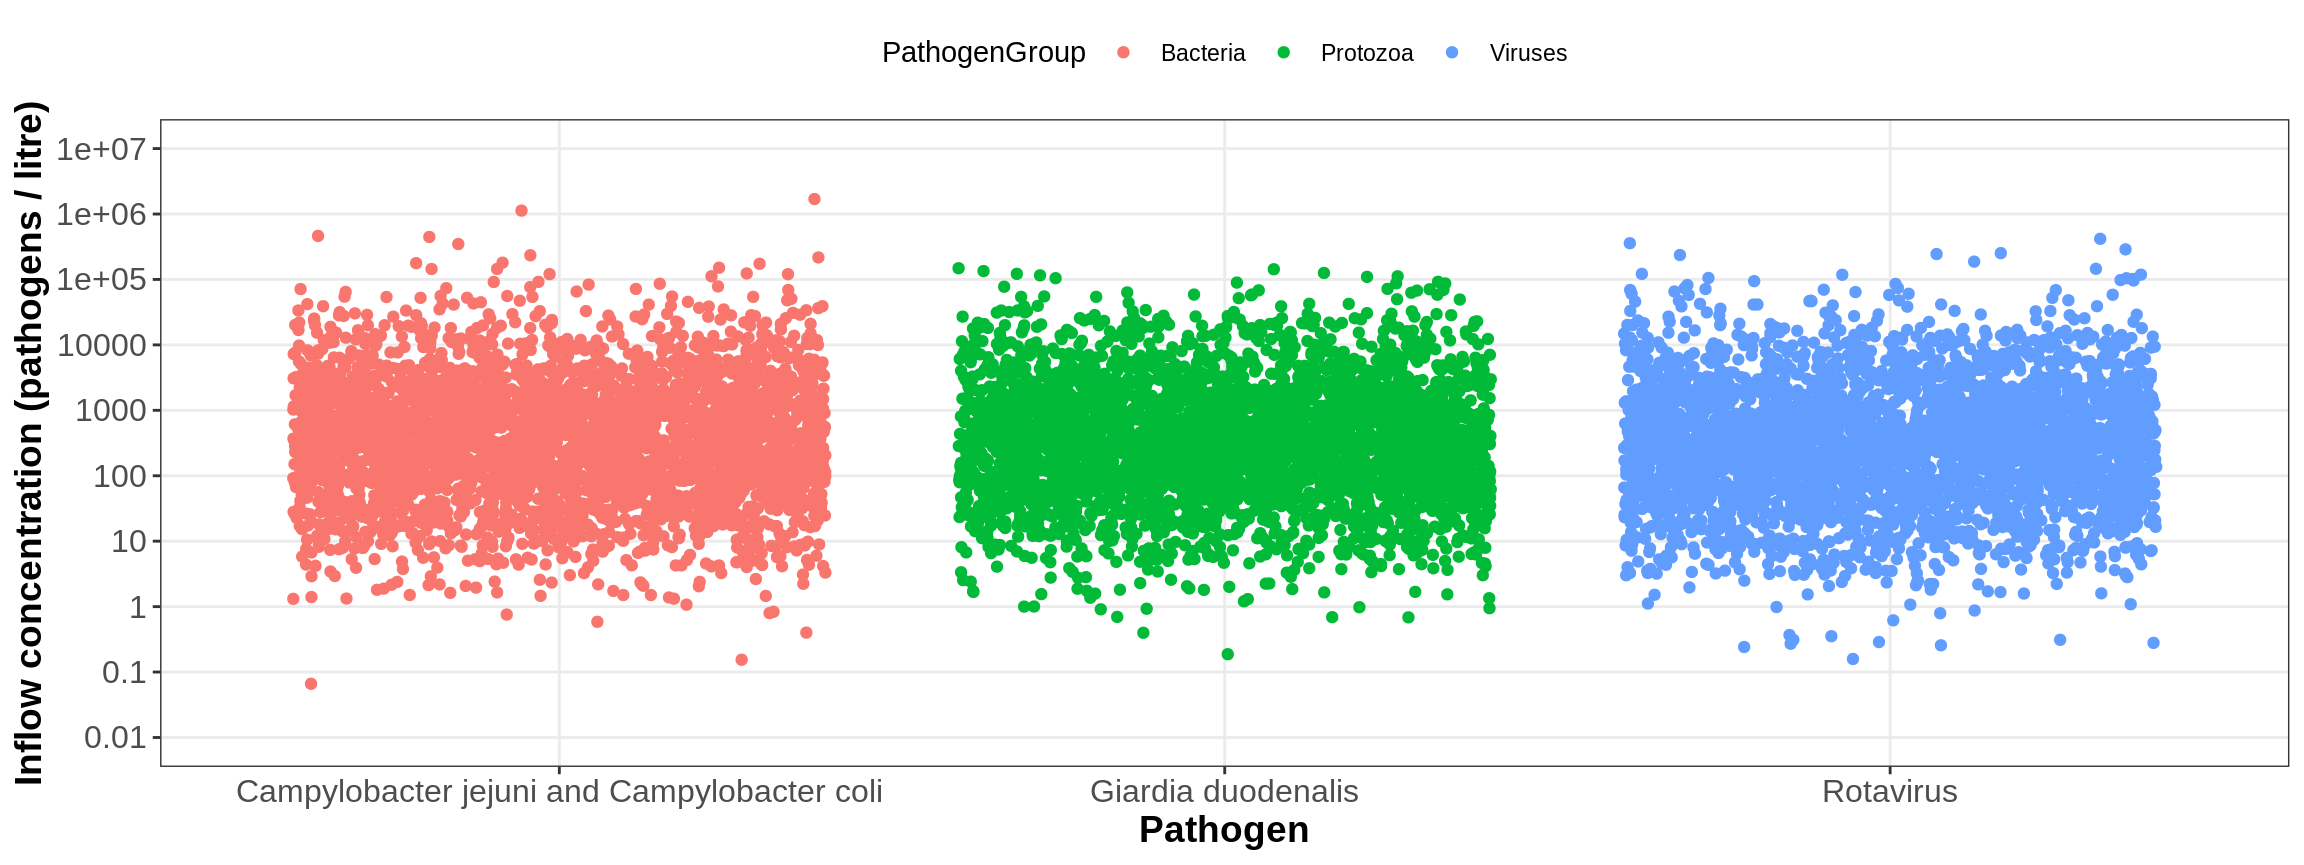 PathogenGroup Bacteria Protozoa Viruses
Inflow concentration (pathogens / litre)
1e+07
1e+06
1e+05
10000
1000
100
10
1
0.1
0.01
Campylobacter jejuni and Campylobacter coli Giardia duodenalis Rotavirus
Pathogen